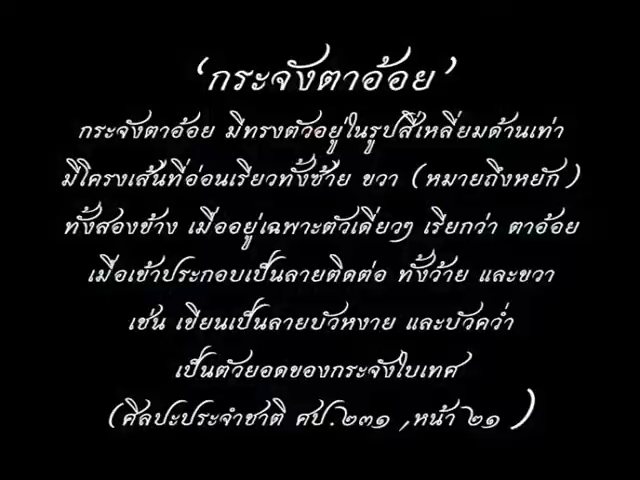 ‘กระจังตาอ้อย’
กระจังตาอ้อย มีทรงตัวอยู่ในรูปสี่เหลี่ยมด้านเท่า
มีโครงเส้นที่อ่อนเรียวทั้งซ้าย ขวา (หมายถึงหยัก)
ทั้งสองข้าง เมื่ออยู่เฉพาะตัวเดียวๆ เรียกว่า ตาอ้อย
เมื่อเข้าประกอบเป็นลายติดต่อ ทั้งว้าย และขวา
เช่น เขียนเป็นลายบัวหงาย และบัวคว่ำ
เป็นตัวยอดของกระจังใบเทศ
(ศิลปะประจำชาติ ศป.๒๓๑ ,หน้า ๒๑ )